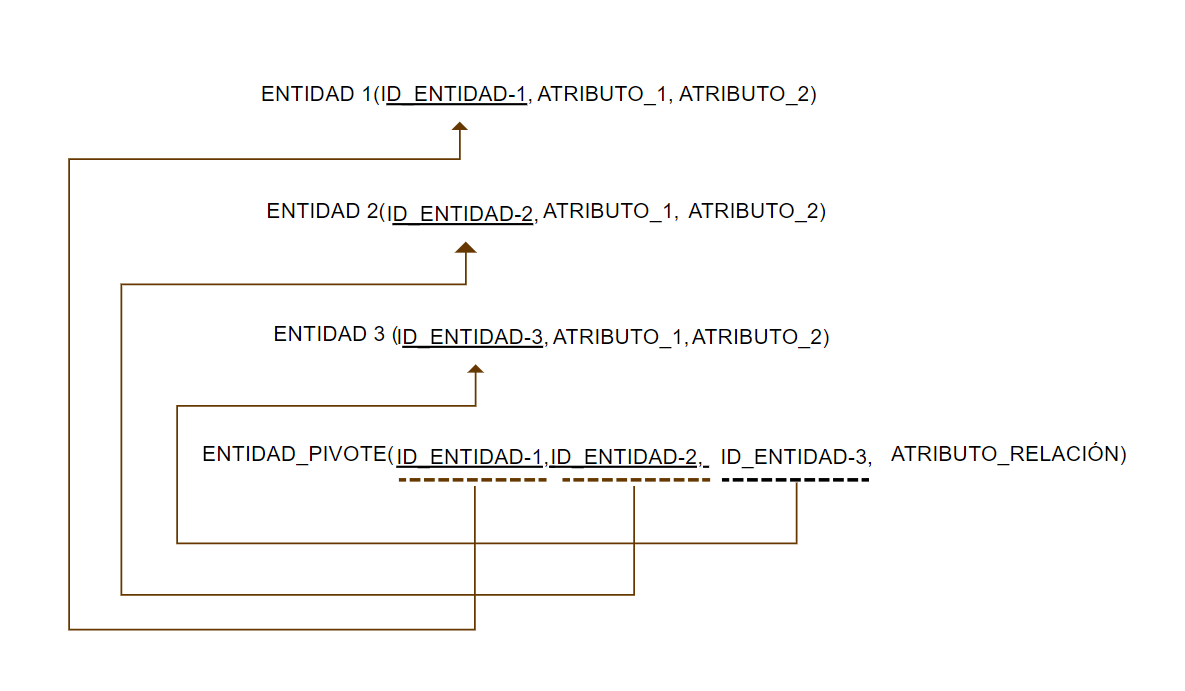 ENTIDAD 1(ID_ENTIDAD-1, ATRIBUTO_1, ATRIBUTO_2)
ENTIDAD 2(ID_ENTIDAD-2, ATRIBUTO_1, ATRIBUTO_2)
ENTIDAD 3 (ID_ENTIDAD-3, ATRIBUTO_1, ATRIBUTO_2)
ENTIDAD_PIVOTE(ID_ENTIDAD-1, ID_ENTIDAD-2, ID_ENTIDAD-3, ATRIBUTO_RELACIÓN)